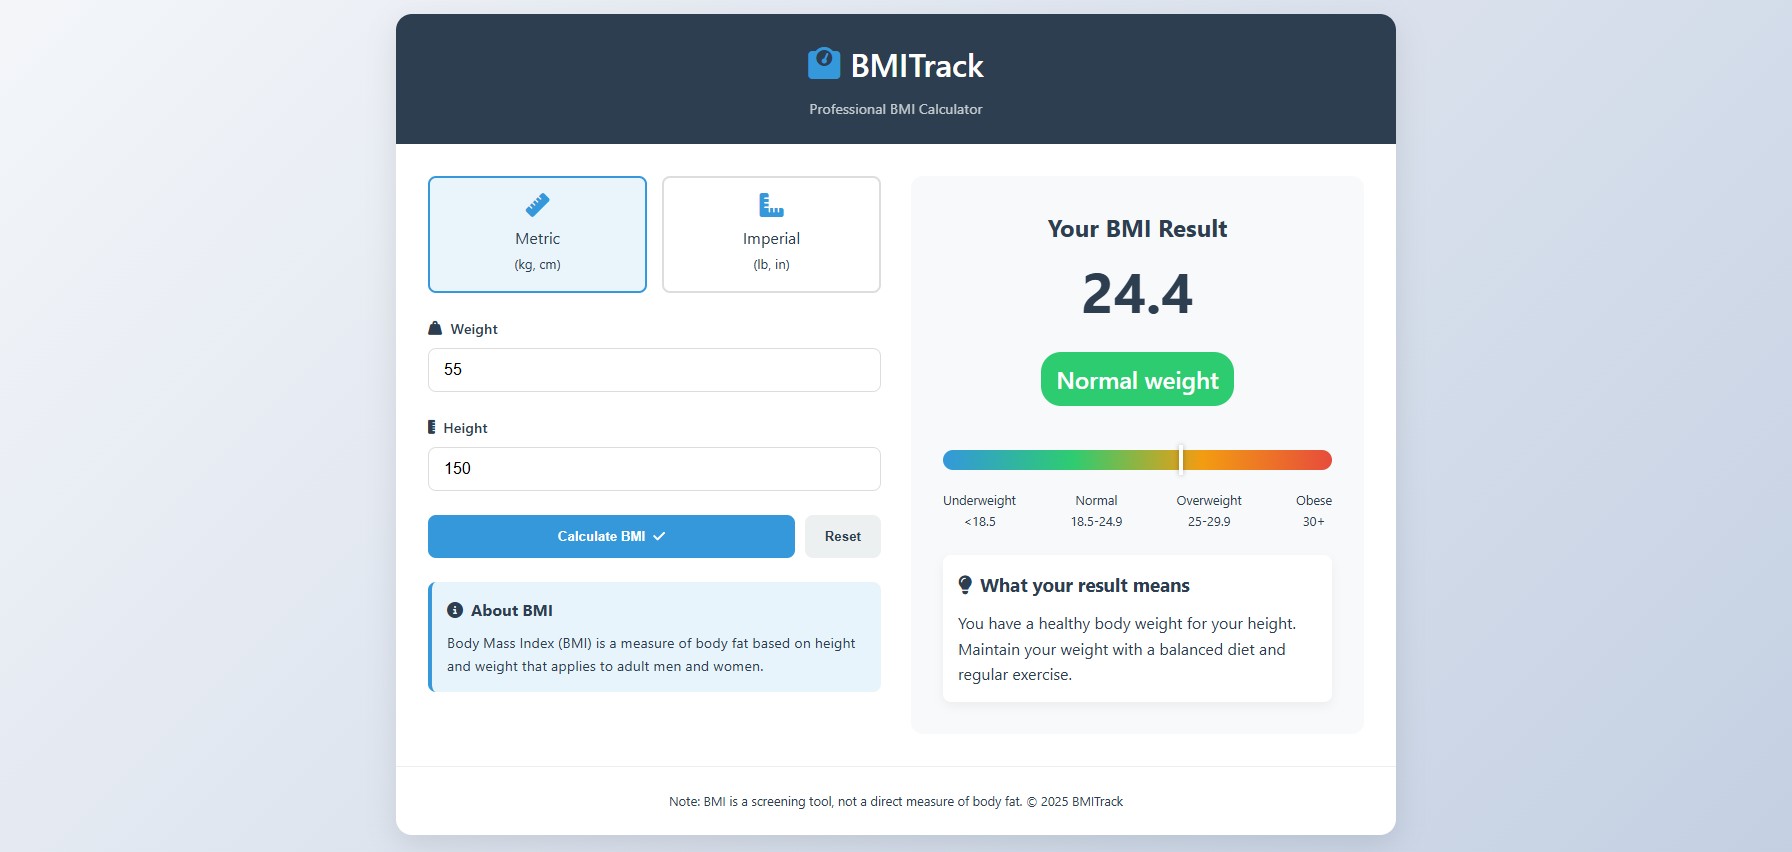 BMITrack
Professional BMI Calculator
Metric
(kg, cm)
Imperial
(lb, in)
Weight
55
Height
150
Calculate BMI
Reset
About BMI
Body Mass Index (BMI) is a measure of body fat based on height
and weight that applies to adult men and women.
Your BMI Result
24.4
Normal weight
Underweight
<18.5
Normal
18.5-24.9
Overweight
25-29.9
Obese
30+
What your result means
You have a healthy body weight for your height.
Maintain your weight with a balanced diet and
regular exercise.
Note: BMI is a screening tool, not a direct measure of body fat. © 2025 BMITrack